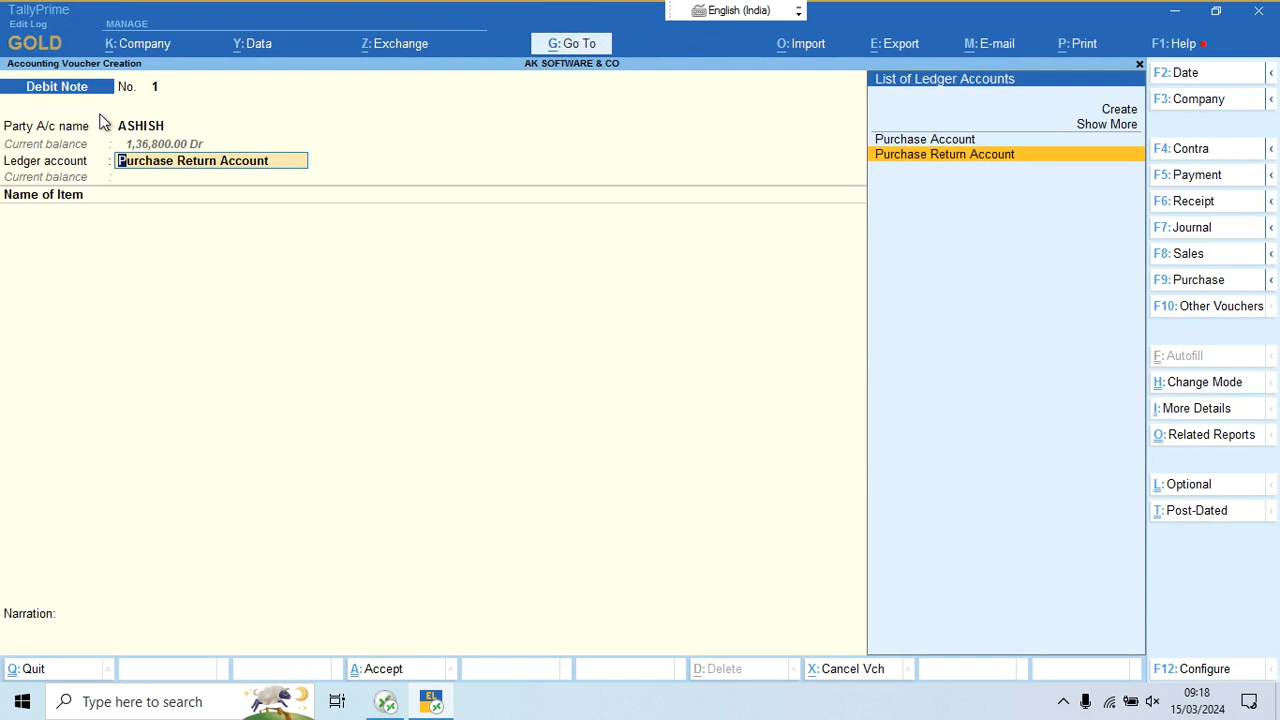 TallyPrime
Edit Log
GOLD
MANAGE
K: Company
Y: Data
Z: Exchange
G: Go To
O: Import
E: Export
M: E-mail
P: Print
F1: Help
English (India)
Accounting Voucher Creation
AK SOFTWARE & CO
Debit Note No. 1
Party A/c name : ASHISH
Current balance : 1,36,800.00 Dr
Ledger account : Purchase Return Account
Current balance :
Name of Item
Narration:
List of Ledger Accounts
Create
Show More
Purchase Account
Purchase Return Account
F2: Date
F3: Company
F4: Contra
F5: Payment
F6: Receipt
F7: Journal
F8: Sales
F9: Purchase
F10: Other Vouchers
F: Autofill
H: Change Mode
I: More Details
O: Related Reports
L: Optional
T: Post-Dated
Q: Quit
A: Accept
D: Delete
X: Cancel Vch
F12: Configure
Type here to search
EL
09:18
15/03/2024